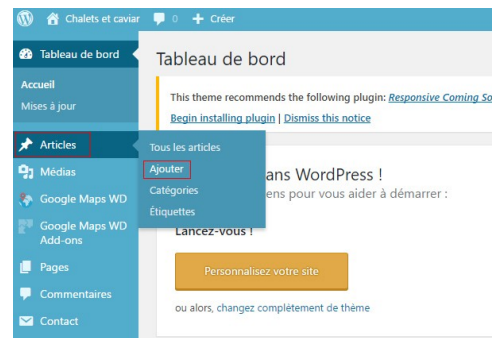 Chalets et caviar 0 + Créer
Tableau de bord
Accueil
Mises à jour
Articles
Médias
Google Maps WD
Google Maps WD
Add-ons
Pages
Commentaires
Contact
Tous les articles
Ajouter
Catégories
Étiquettes
Tableau de bord
This theme recommends the following plugin: Responsive Coming So
Begin installing plugin | Dismiss this notice
ans WordPress !
ens pour vous aider à démarrer :
Lancez-vous !
Personnalisez votre site
ou alors, changez complètement de thème